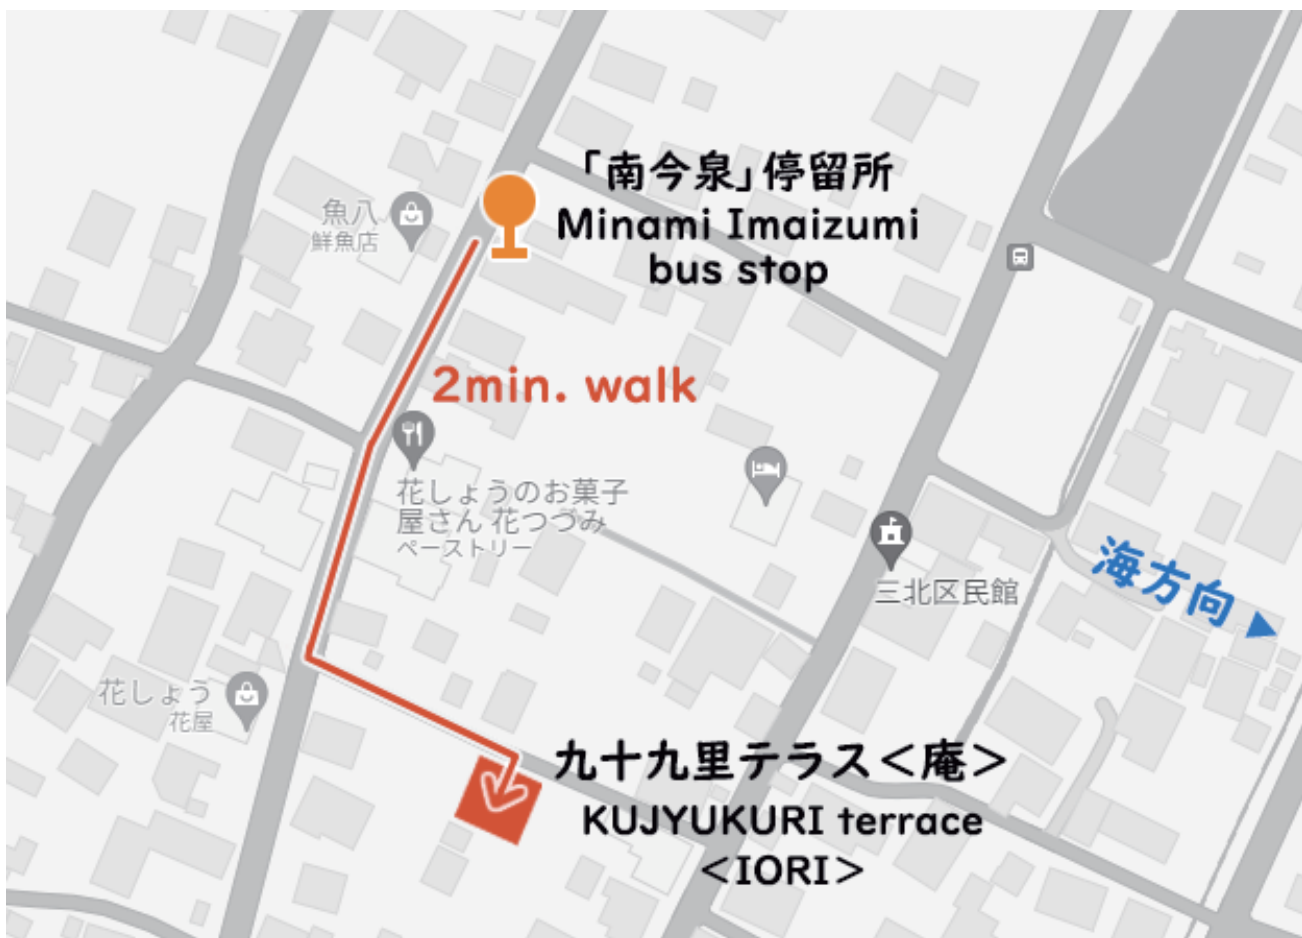 「南今泉」停留所
Minami Imaizumi
bus stop
魚八
鮮魚店
2min. walk
花しょうのお菓子
屋さん 花つづみ
ペーストリー
三北区民館
海方向
花しょう
花屋
九十九里テラス＜庵＞
KUJYUKURI terrace
＜IORI＞